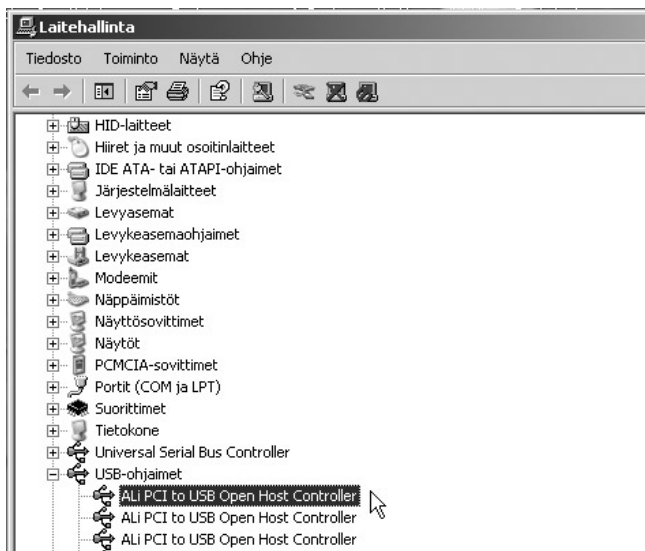 Laitehallinta
Tiedosto Toiminto Näytä Ohje
HID-laitteet
Hiiret ja muut osoitinlaitteet
IDE ATA- tai ATAPI-ohjaimet
Järjestelmälaitteet
Levyasemat
Levykeasemaohjaimet
Levykeasemat
Modeemit
Näppäimistöt
Näyttösovittimet
Näytöt
PCMCIA-sovittimet
Portit (COM ja LPT)
Suorittimet
Tietokone
Universal Serial Bus Controller
USB-ohjaimet
ALi PCI to USB Open Host Controller
ALi PCI to USB Open Host Controller
ALi PCI to USB Open Host Controller